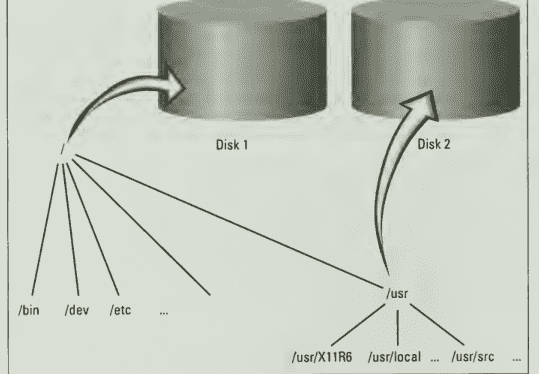 Disk 1 Disk 2
/
/bin /dev /etc ...
/usr
/usr/X11R6 /usr/local ... /usr/src ...